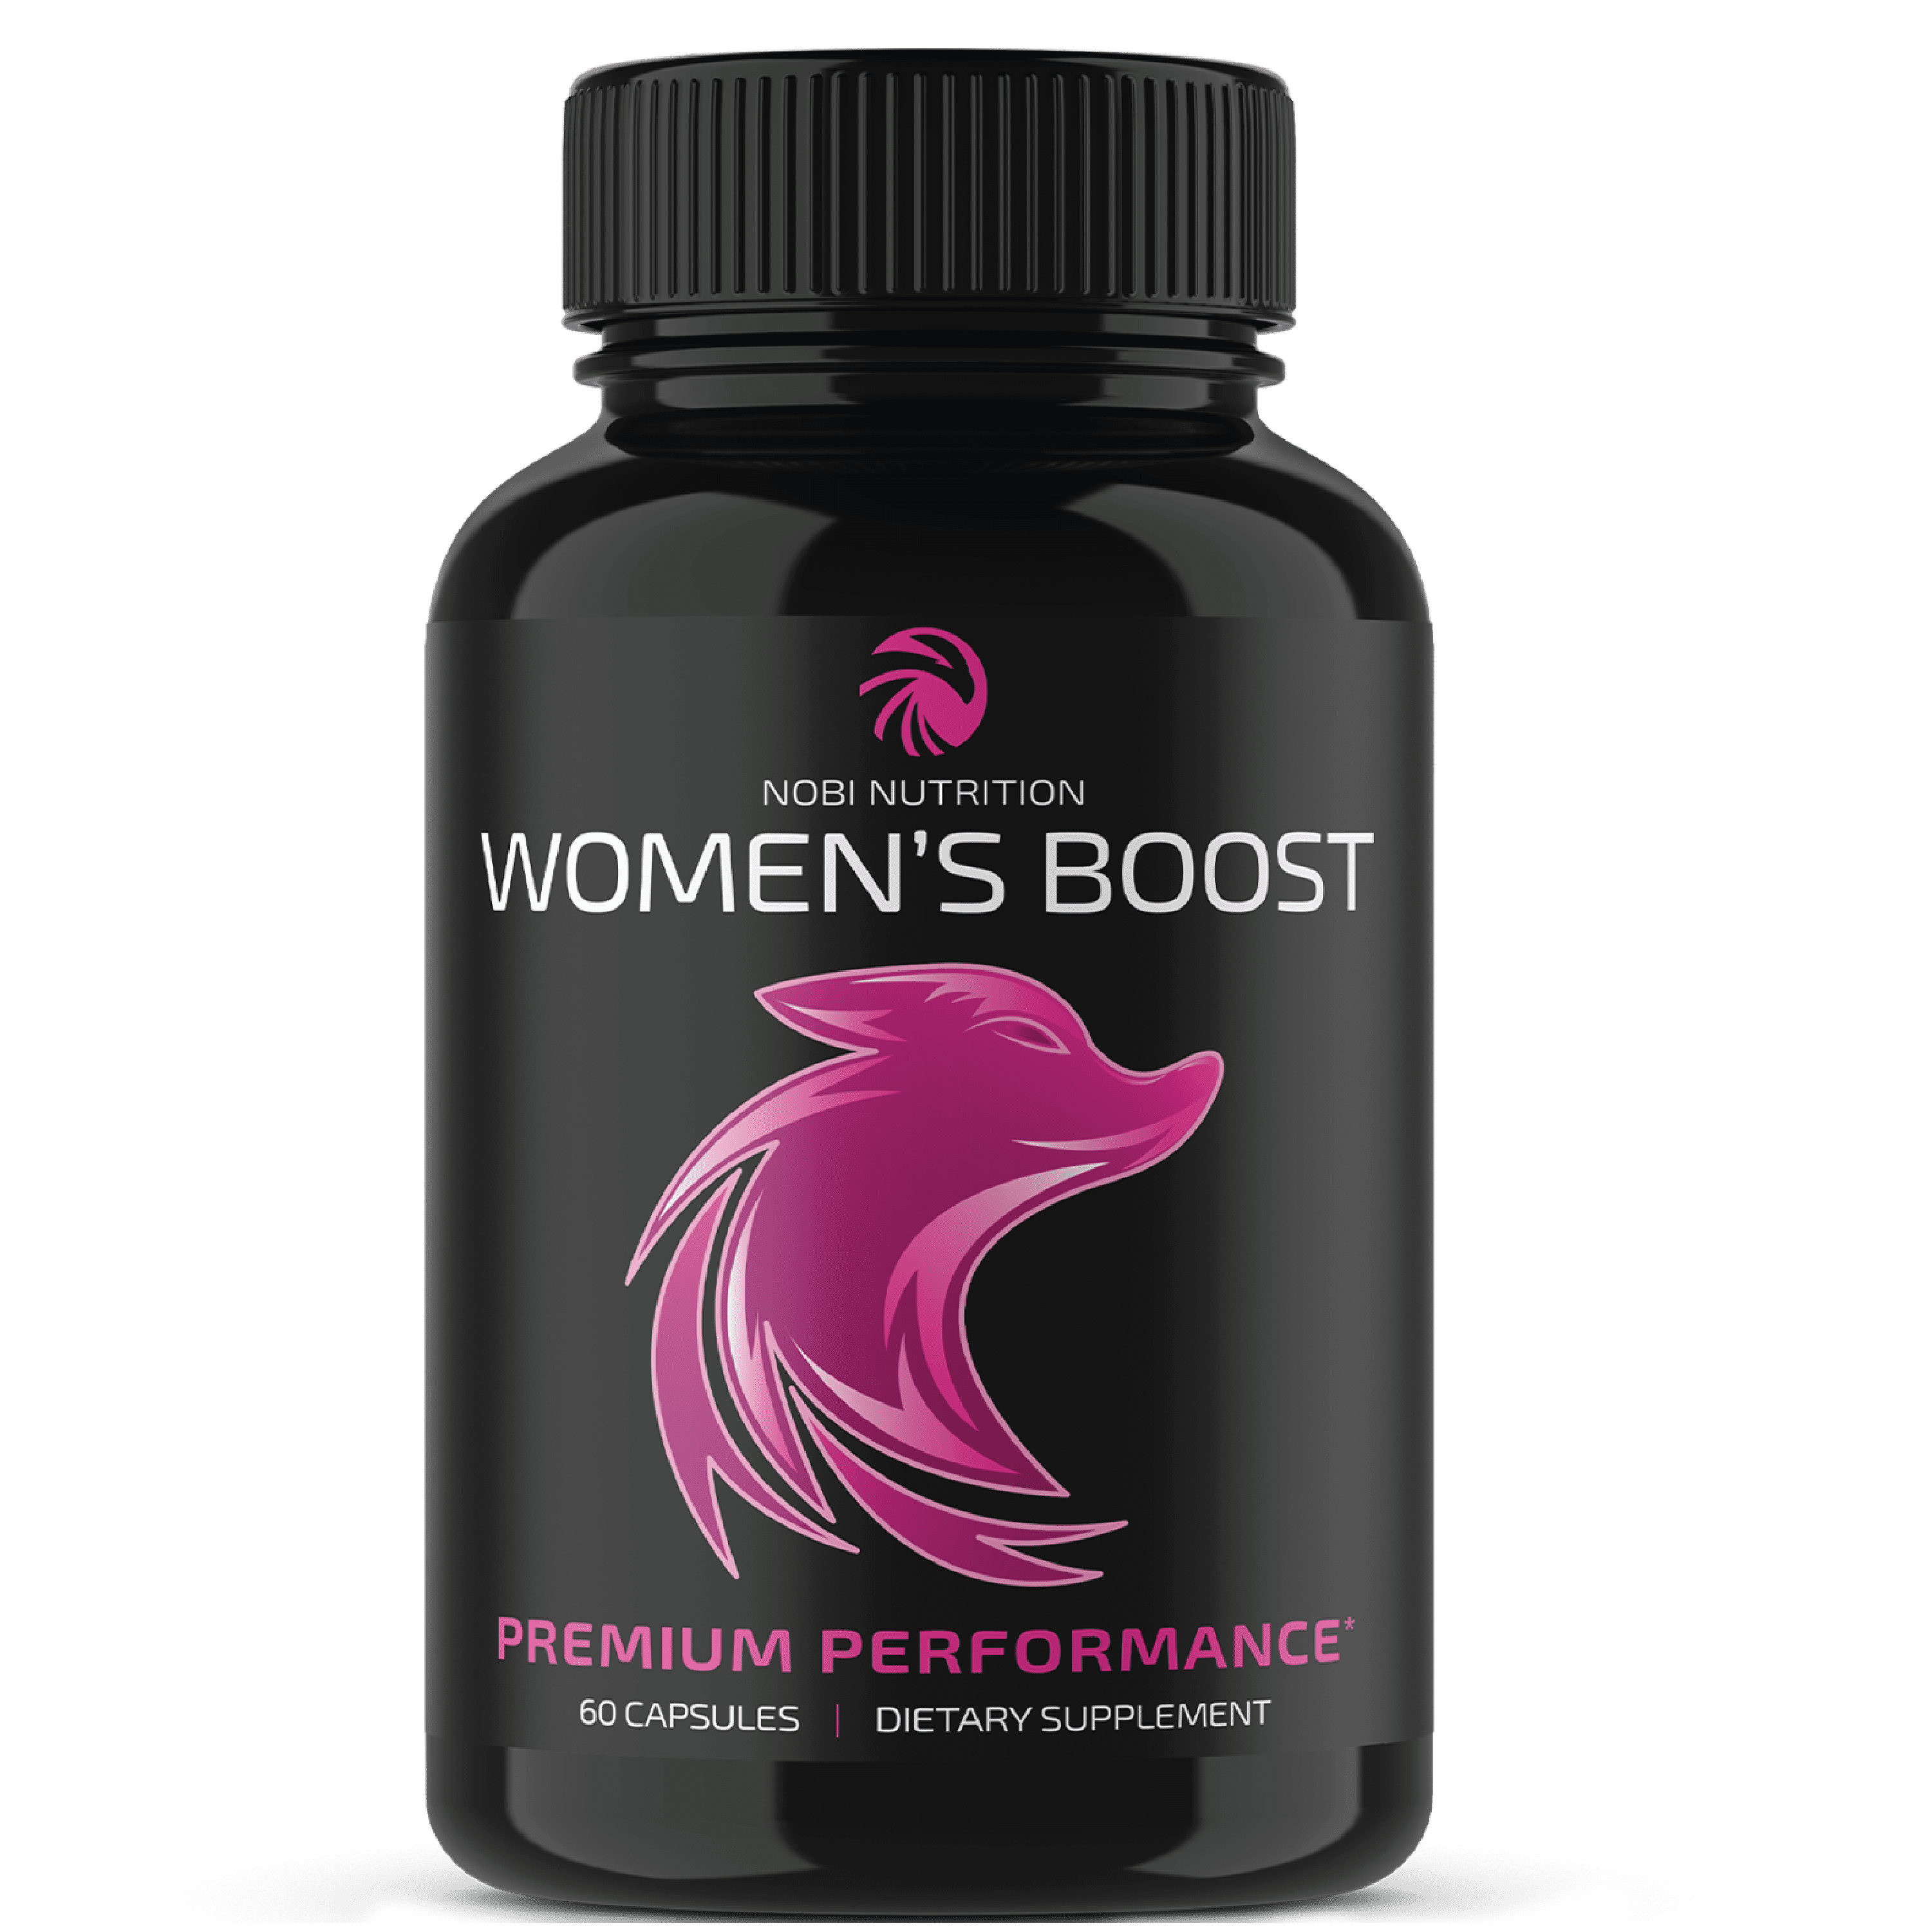 NOBI NUTRITION
WOMEN'S BOOST
PREMIUM PERFORMANCE*
60 CAPSULES | DIETARY SUPPLEMENT